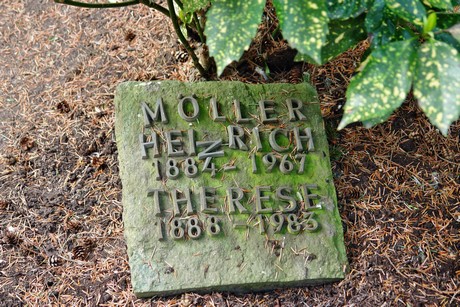 MÖLLER
HEINRICH
1884-1967
THERESE
1888-1983